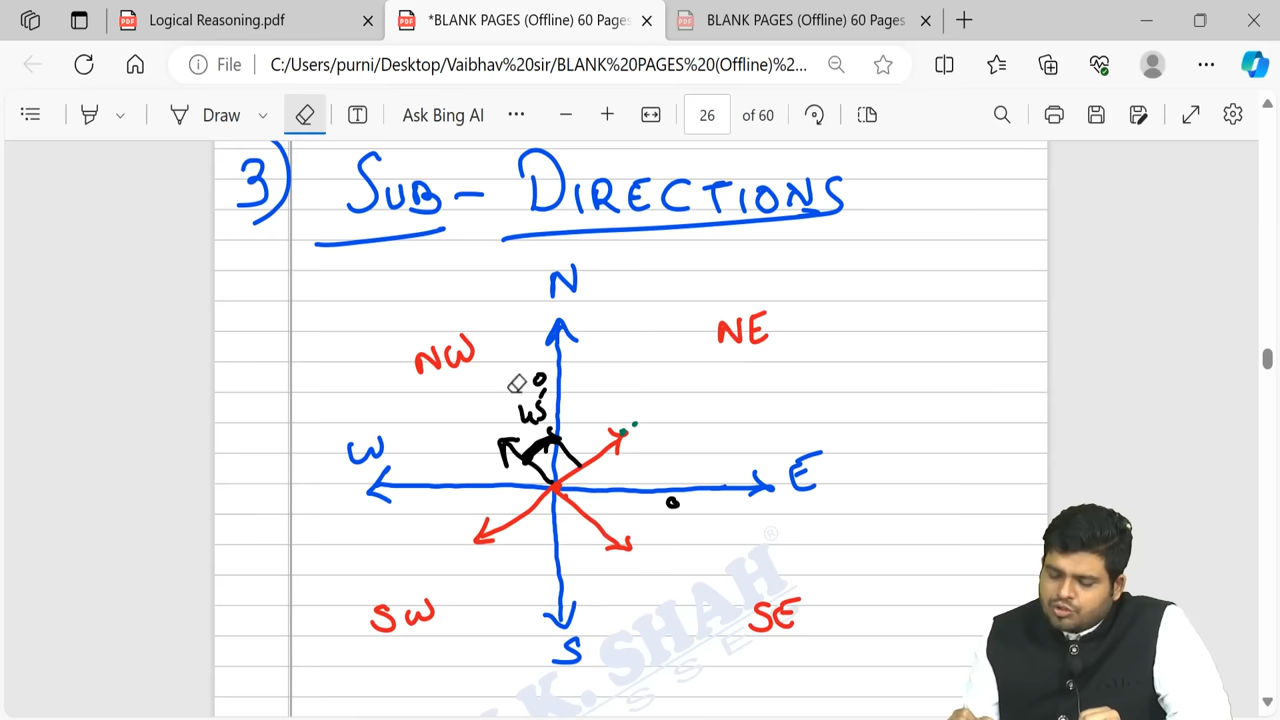 Logical Reasoning.pdf
*BLANK PAGES (Offline) 60 Pages
BLANK PAGES (Offline) 60 Pages
File
C:/Users/purni/Desktop/Vaibhav%20sir/BLANK%20PAGES%20(Offline)%2...
Draw
Ask Bing AI
26
of 60
3) SUB - DIRECTIONS
N
NW
NE
45°
W
E
SW
SE
S
K. SHAH